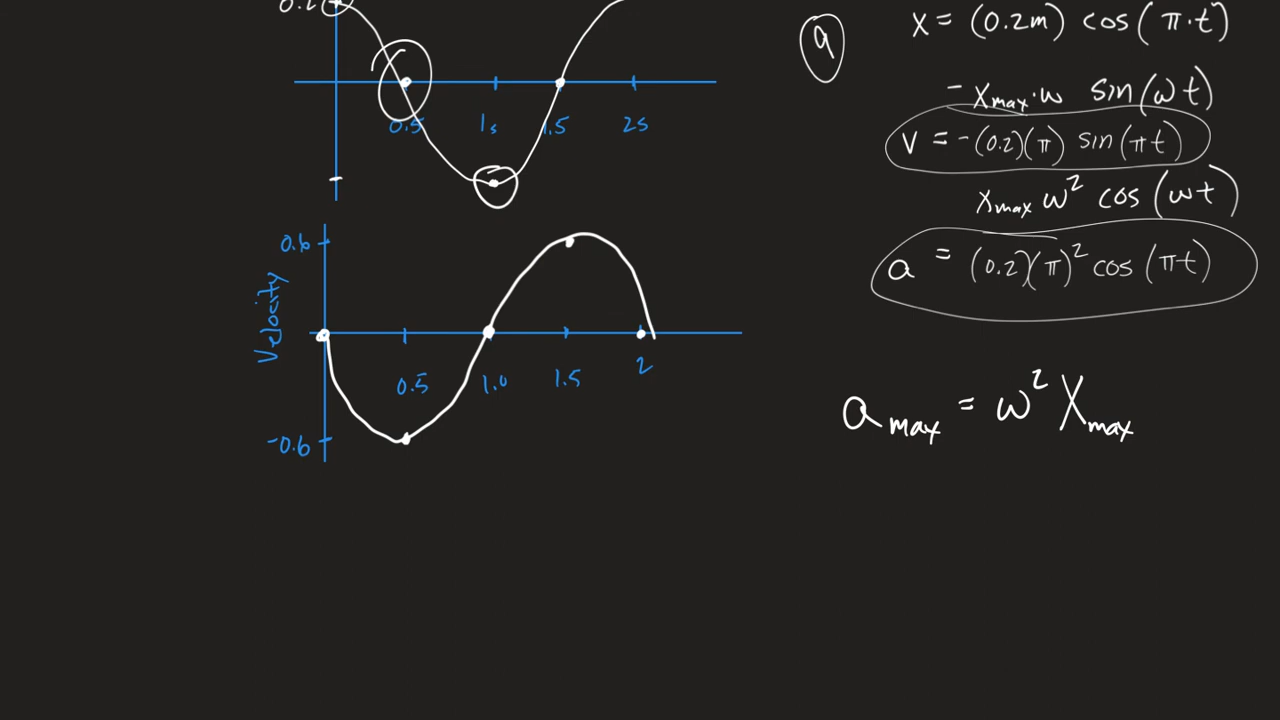 0.2
0.5 1s 1.5 2s
Velocity
0.6
0.5 1.0 1.5 2
-0.6
a
x = (0.2m) cos(π·t)
- xmax·ω sin(ωt)
v = -(0.2)(π) sin(πt)
xmax ω² cos(ωt)
a = (0.2)(π)² cos(πt)
a max = ω² Xmax